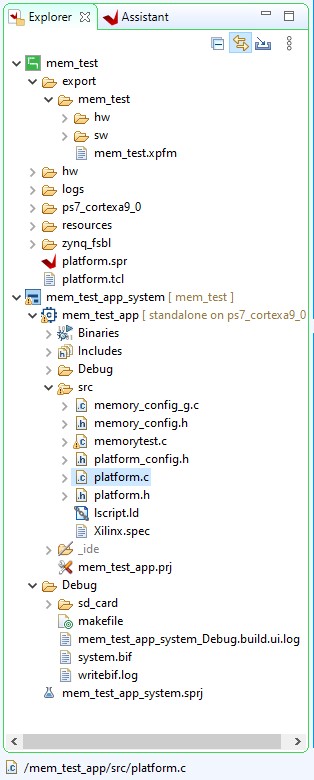 Explorer Assistant
mem_test
export
mem_test
hw
sw
mem_test.xpfm
hw
logs
ps7_cortexa9_0
resources
zynq_fsbl
platform.spr
platform.tcl
mem_test_app_system [ mem_test ]
mem_test_app [ standalone on ps7_cortexa9_0
Binaries
Includes
Debug
src
memory_config_g.c
memory_config.h
memorytest.c
platform_config.h
platform.c
platform.h
lscript.ld
Xilinx.spec
_ide
mem_test_app.prj
Debug
sd_card
makefile
mem_test_app_system_Debug.build.ui.log
system.bif
writebif.log
mem_test_app_system.sprj
/mem_test_app/src/platform.c